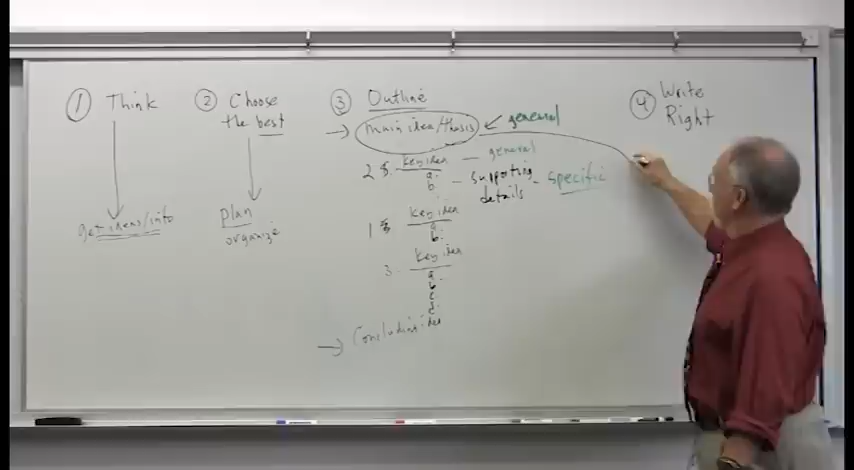 ① Think
get ideas/info
② Choose
the best
plan
organize
③ Outline
main idea/thesis
general
2 key idea - general
a.
b. - supporting
details - specific
1 key idea
a.
b.
3. key idea
a.
b.
c.
d.
Concluding idea
④ Write
Right